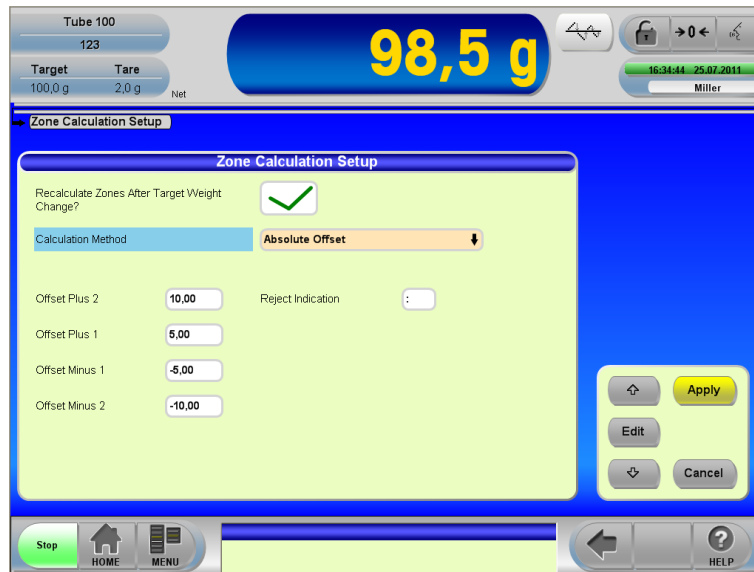 Tube 100
123
Target Tare
100,0 g 2,0 g
Net
98,5 g
→0←
16:34:44 25.07.2011
Miller
Zone Calculation Setup
Zone Calculation Setup
Recalculate Zones After Target Weight
Change?
Calculation Method Absolute Offset
Offset Plus 2 10,00 Reject Indication :
Offset Plus 1 5,00
Offset Minus 1 -5,00
Offset Minus 2 -10,00
Apply
Edit
Cancel
Stop HOME MENU HELP